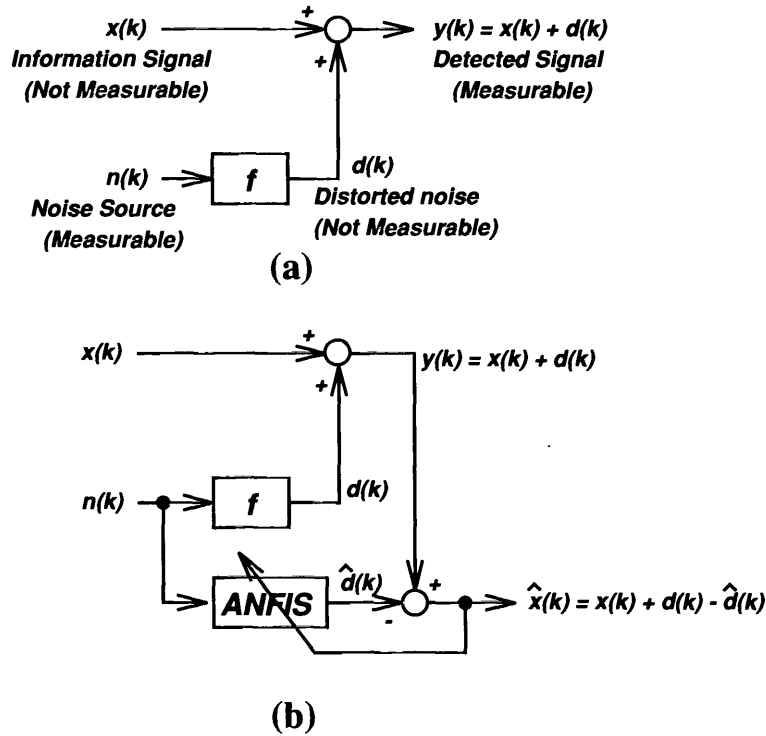 x(k)
+
y(k) = x(k) + d(k)
Information Signal
(Not Measurable)
+
Detected Signal
(Measurable)
n(k)
f
d(k)
Noise Source
(Measurable)
Distorted noise
(Not Measurable)
(a)
x(k)
+
+
y(k) = x(k) + d(k)
n(k)
f
d(k)
ANFIS
d̂(k)
+
-
x̂(k) = x(k) + d(k) - d̂(k)
(b)